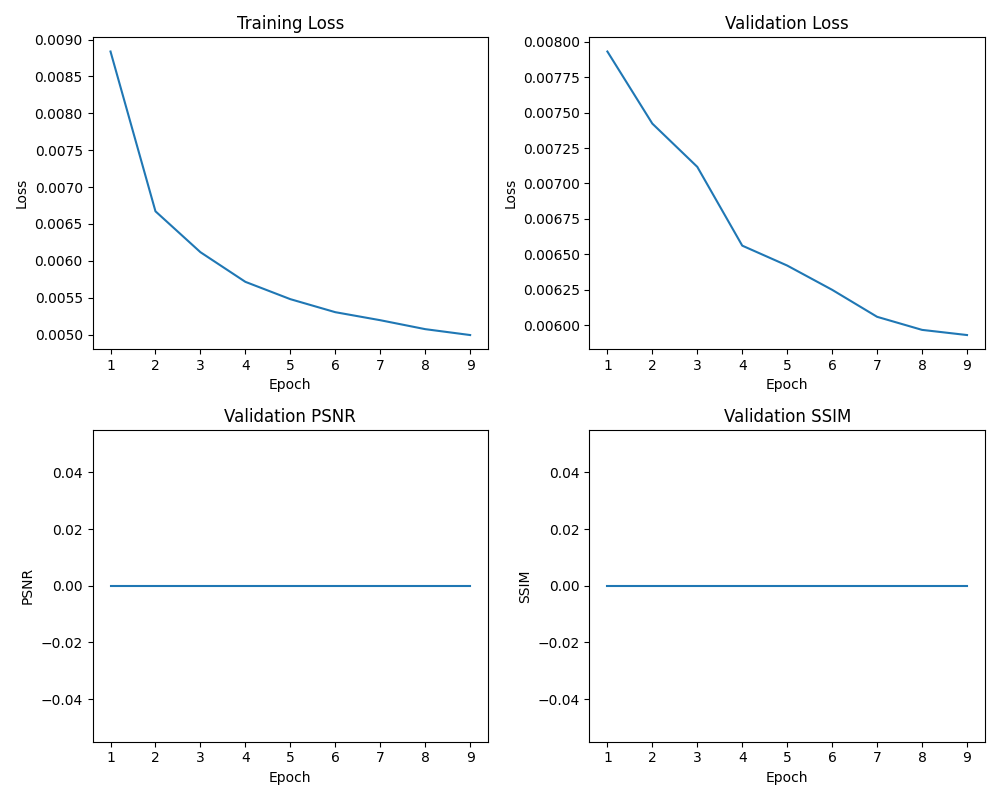 Training Loss
0.0090
0.0085
0.0080
0.0075
0.0070
0.0065
0.0060
0.0055
0.0050
Loss
1 2 3 4 5 6 7 8 9
Epoch
Validation Loss
0.00800
0.00775
0.00750
0.00725
0.00700
0.00675
0.00650
0.00625
0.00600
Loss
1 2 3 4 5 6 7 8 9
Epoch
Validation PSNR
0.04
0.02
0.00
−0.02
−0.04
PSNR
1 2 3 4 5 6 7 8 9
Epoch
Validation SSIM
0.04
0.02
0.00
−0.02
−0.04
SSIM
1 2 3 4 5 6 7 8 9
Epoch